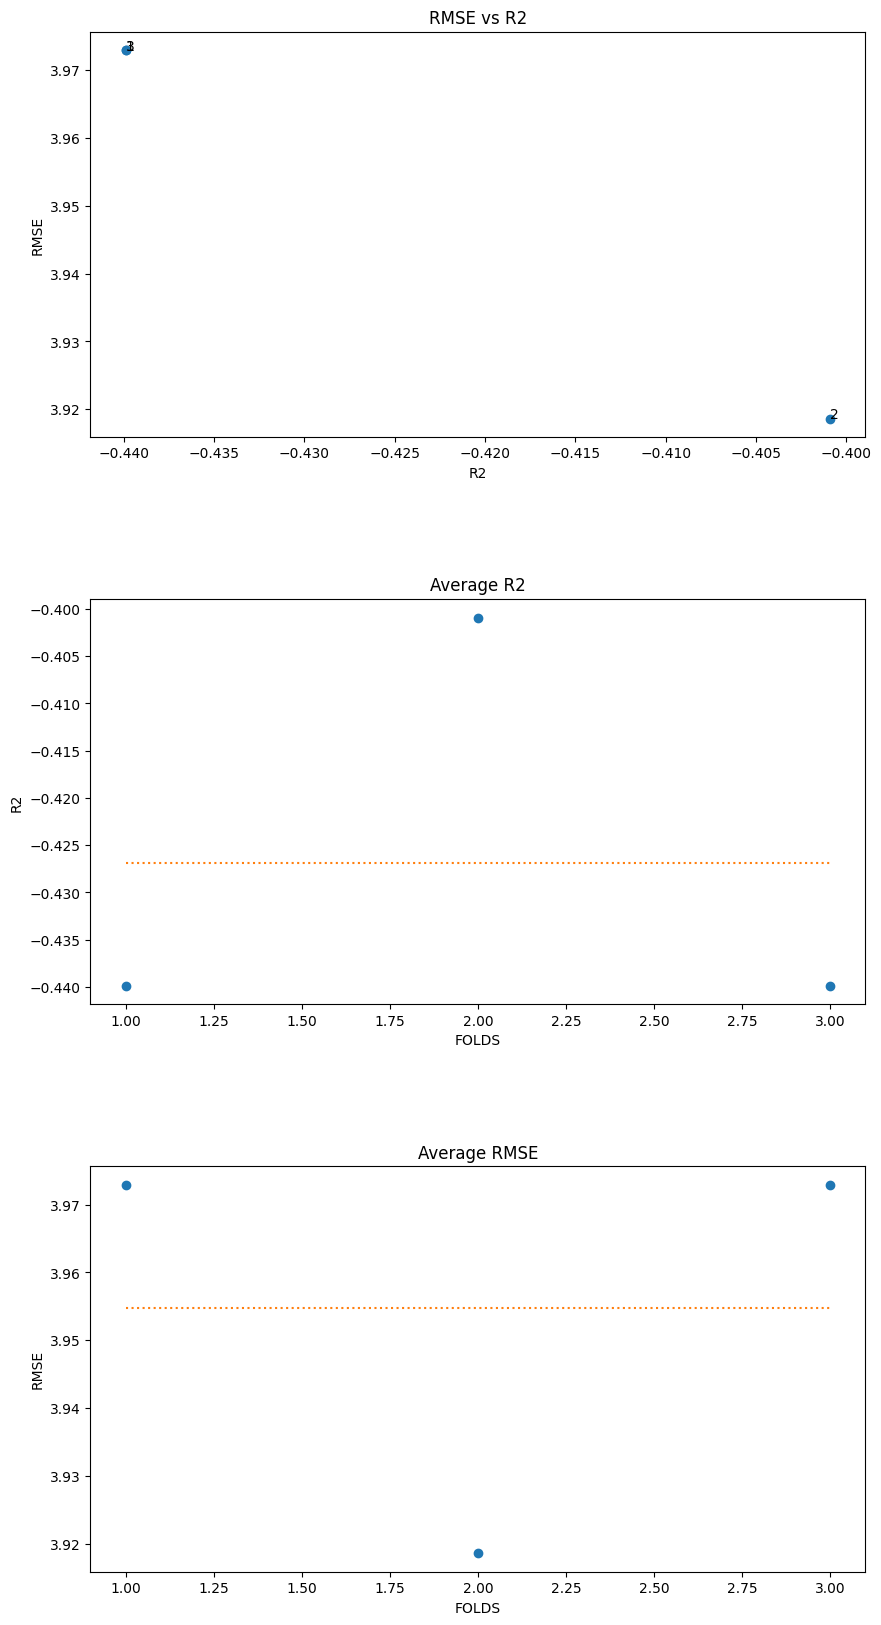 RMSE vs R2
3.97
3.96
3.95
3.94
3.93
3.92
RMSE
1
3
2
−0.440 −0.435 −0.430 −0.425 −0.420 −0.415 −0.410 −0.405 −0.400
R2
Average R2
−0.400
−0.405
−0.410
−0.415
−0.420
−0.425
−0.430
−0.435
−0.440
R2
1.00 1.25 1.50 1.75 2.00 2.25 2.50 2.75 3.00
FOLDS
Average RMSE
3.97
3.96
3.95
3.94
3.93
3.92
RMSE
1.00 1.25 1.50 1.75 2.00 2.25 2.50 2.75 3.00
FOLDS